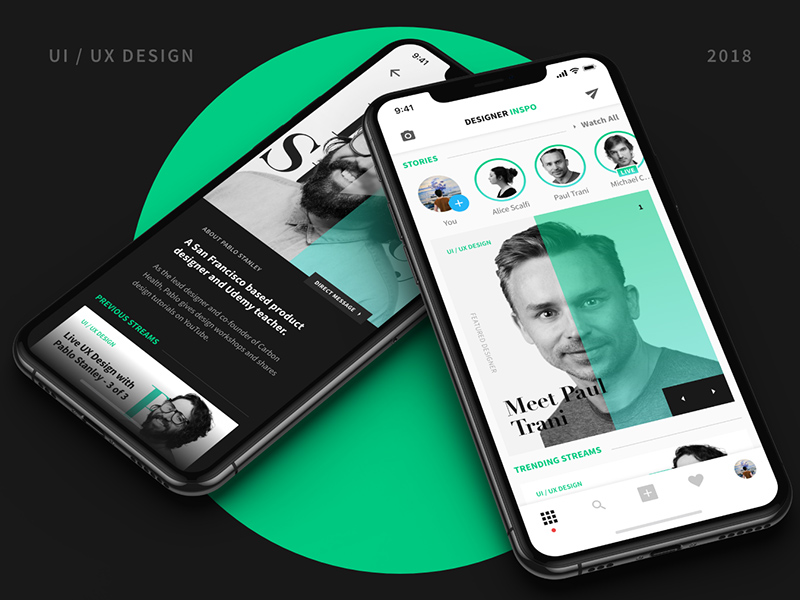 UI / UX DESIGN
2018
9:41
ABOUT PABLO STANLEY
A San Francisco based product
designer and Udemy teacher.
As the lead designer and co-founder of Carbon
Health, Pablo gives design workshops and shares
design tutorials on YouTube.
DIRECT MESSAGE
PREVIOUS STREAMS
UI / UX DESIGN
Live UX Design with
Pablo Stanley - 3 of 3
9:41
DESIGNER INSPO
Watch All
STORIES
LIVE
You
Alice Scalfi
Paul Trani
Michael C...
UI / UX DESIGN
1
FEATURED DESIGNER
Meet Paul
Trani
TRENDING STREAMS
UI / UX DESIGN